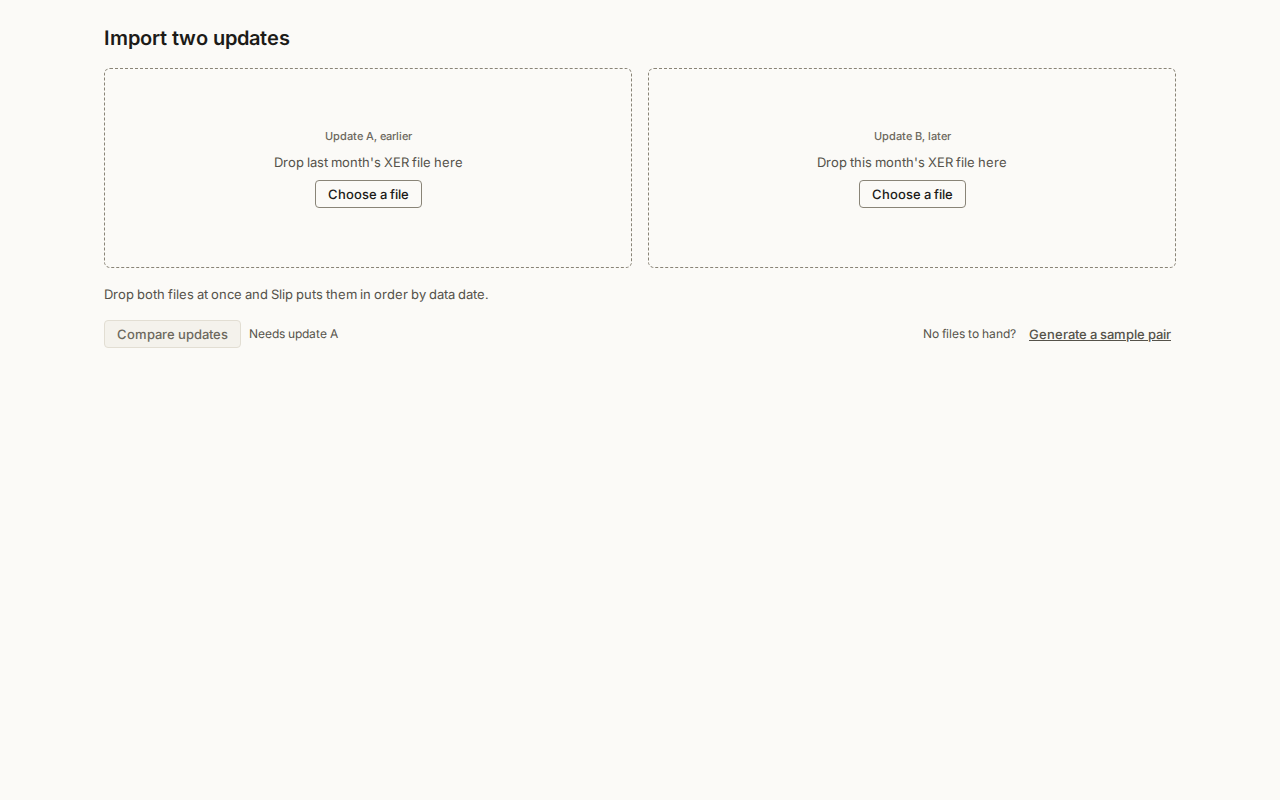 Import two updates
Update A, earlier
Drop last month's XER file here
Choose a file
Update B, later
Drop this month's XER file here
Choose a file
Drop both files at once and Slip puts them in order by data date.
Compare updates
Needs update A
No files to hand?
Generate a sample pair